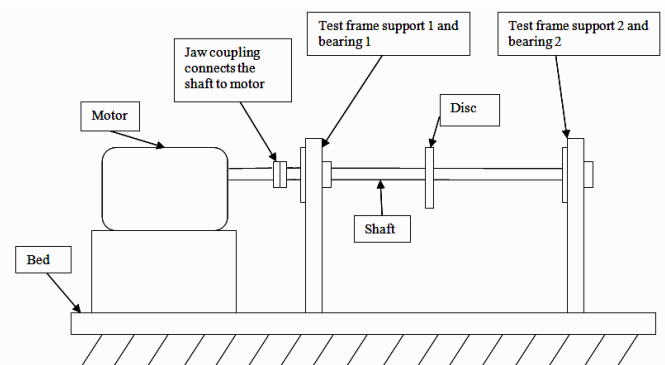 Test frame support 1 and
bearing 1
Test frame support 2 and
bearing 2
Jaw coupling
connects the
shaft to motor
Motor
Disc
Shaft
Bed